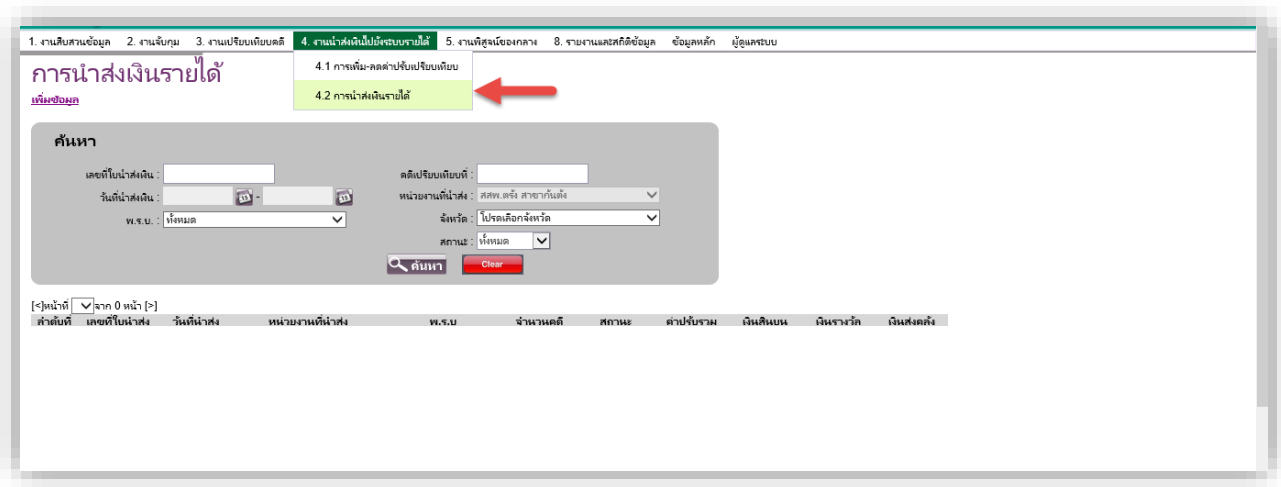 1. งานสืบสวนข้อมูล 2. งานจับกุม 3. งานเปรียบเทียบคดี 4. งานนำส่งเงินไปยังระบบรายได้ 5. งานพิสูจน์ของกลาง 8. รายงานและสถิติข้อมูล ข้อมูลหลัก ผู้ดูแลระบบ
การนำส่งเงินรายได้
4.1 การเพิ่ม-ลดค่าปรับเปรียบเทียบ
เพิ่มข้อมูล
4.2 การนำส่งเงินรายได้
ค้นหา
เลขที่ใบนำส่งเงิน : คดีเปรียบเทียบที่ :
วันที่นำส่งเงิน : - หน่วยงานที่นำส่ง : สสพ.ตรัง สาขากันตัง
พ.ร.บ. : ทั้งหมด จังหวัด : โปรดเลือกจังหวัด
สถานะ : ทั้งหมด
ค้นหา Clear
[<]หน้าที่ จาก 0 หน้า [>]
ลำดับที่ เลขที่ใบนำส่ง วันที่นำส่ง หน่วยงานที่นำส่ง พ.ร.บ จำนวนคดี สถานะ ค่าปรับรวม เงินสินบน เงินรางวัล เงินส่งคลัง